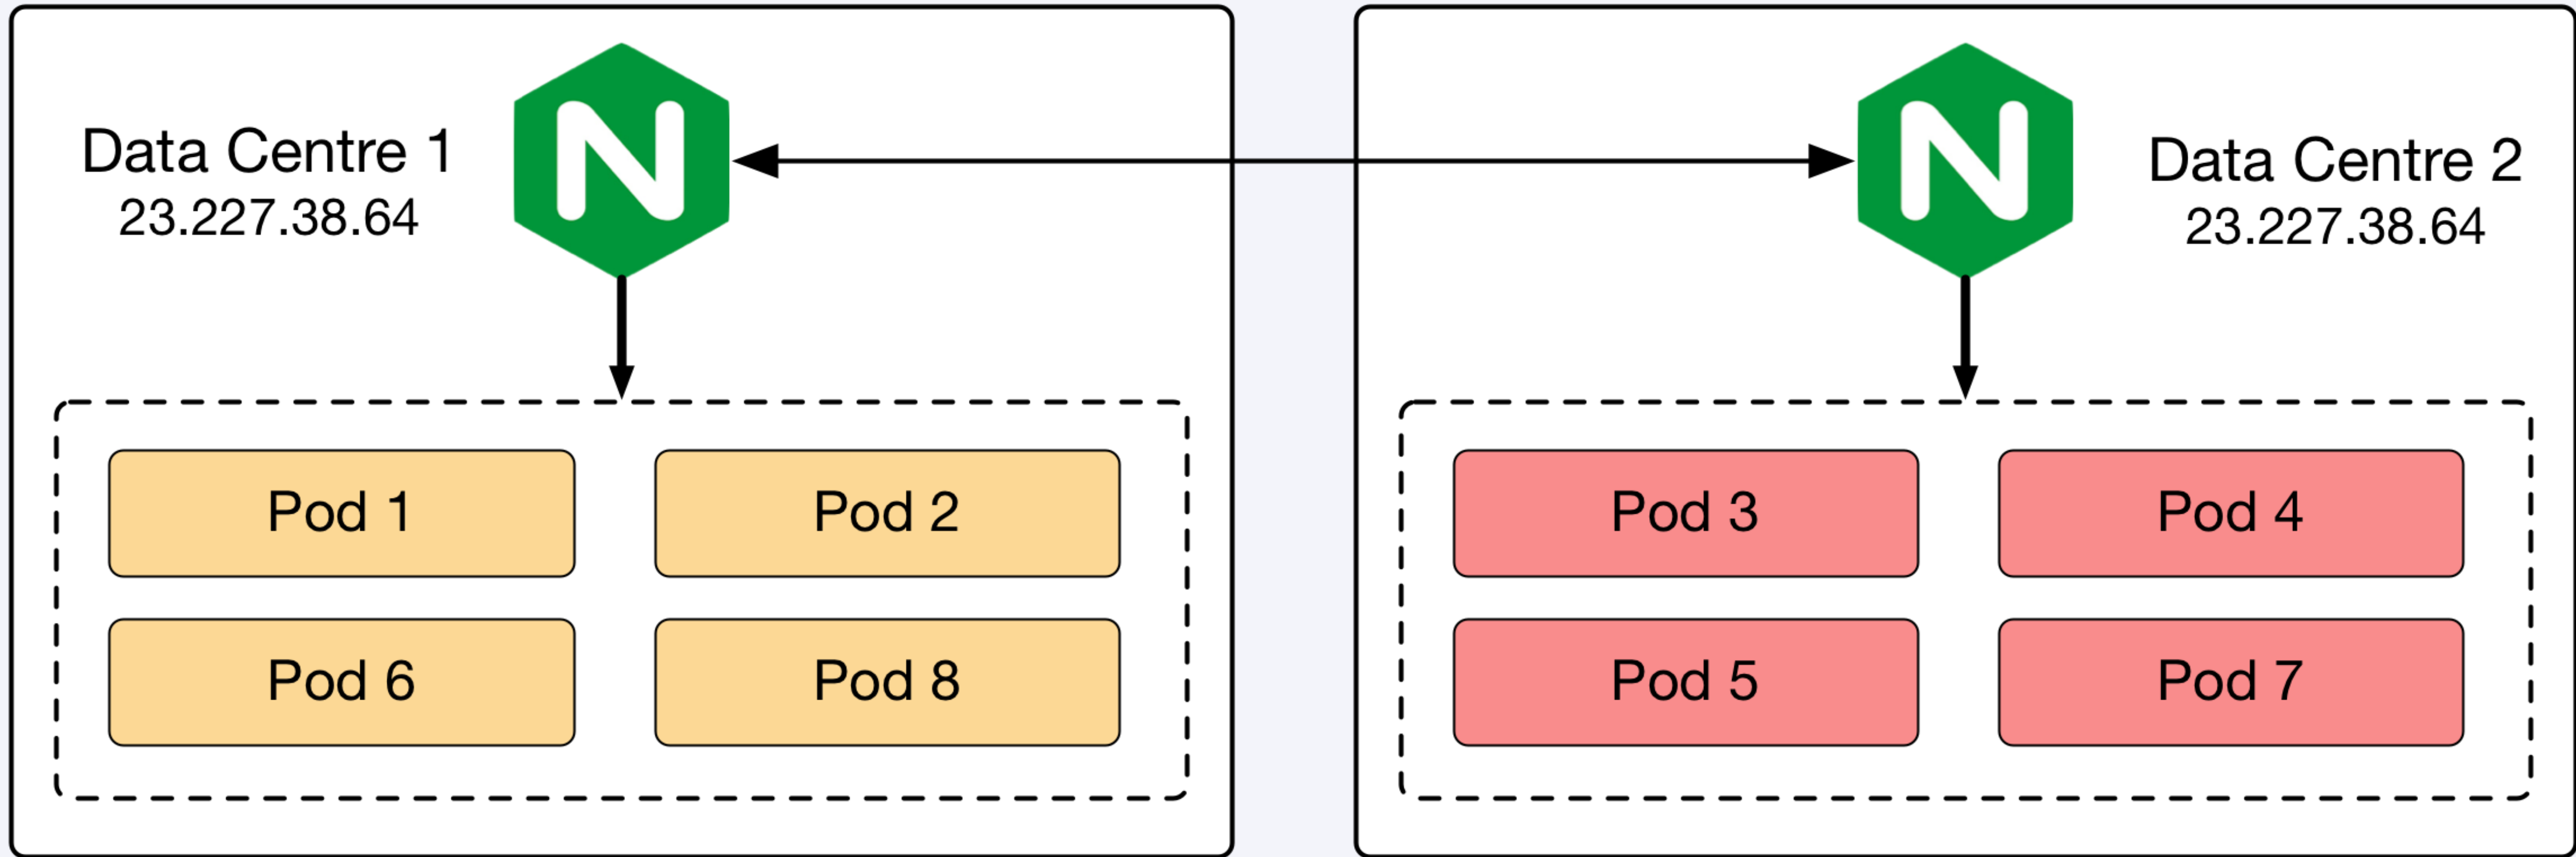 Data Centre 1
23.227.38.64
N
Data Centre 2
23.227.38.64
N
Pod 1
Pod 2
Pod 6
Pod 8
Pod 3
Pod 4
Pod 5
Pod 7